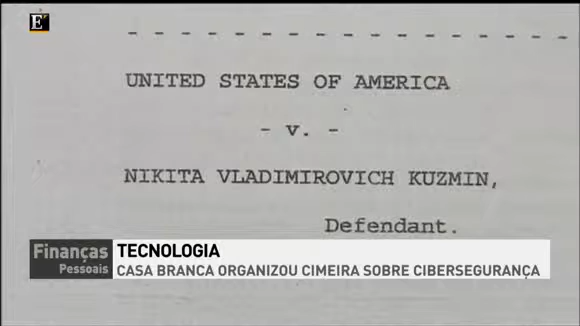 E
- - - - - - - - - - - - - - - - - -
UNITED STATES OF AMERICA
- v. -
NIKITA VLADIMIROVICH KUZMIN,
Defendant.
Finanças
Pessoais
TECNOLOGIA
CASA BRANCA ORGANIZOU CIMEIRA SOBRE CIBERSEGURANÇA